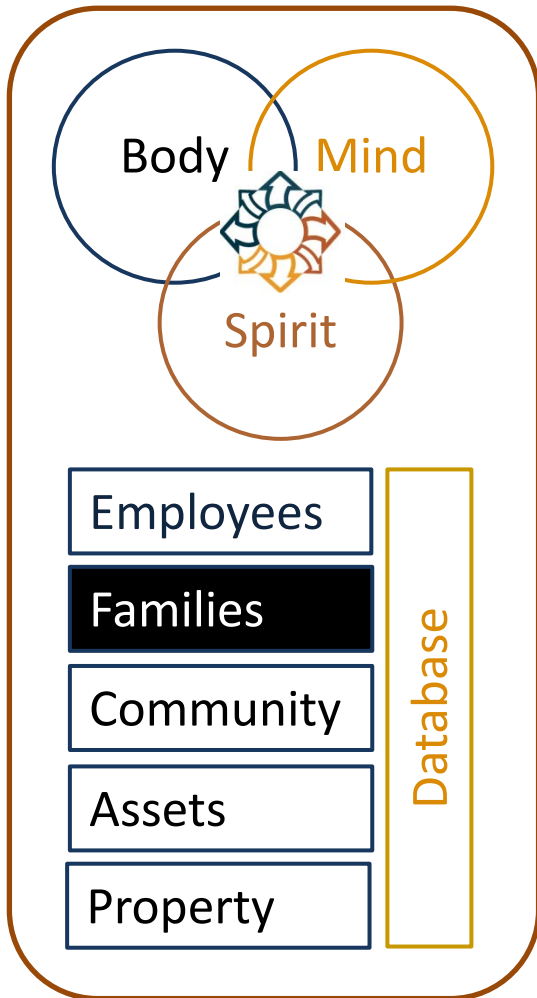 Body
Mind
Spirit
Employees
Families
Community
Assets
Property
Database